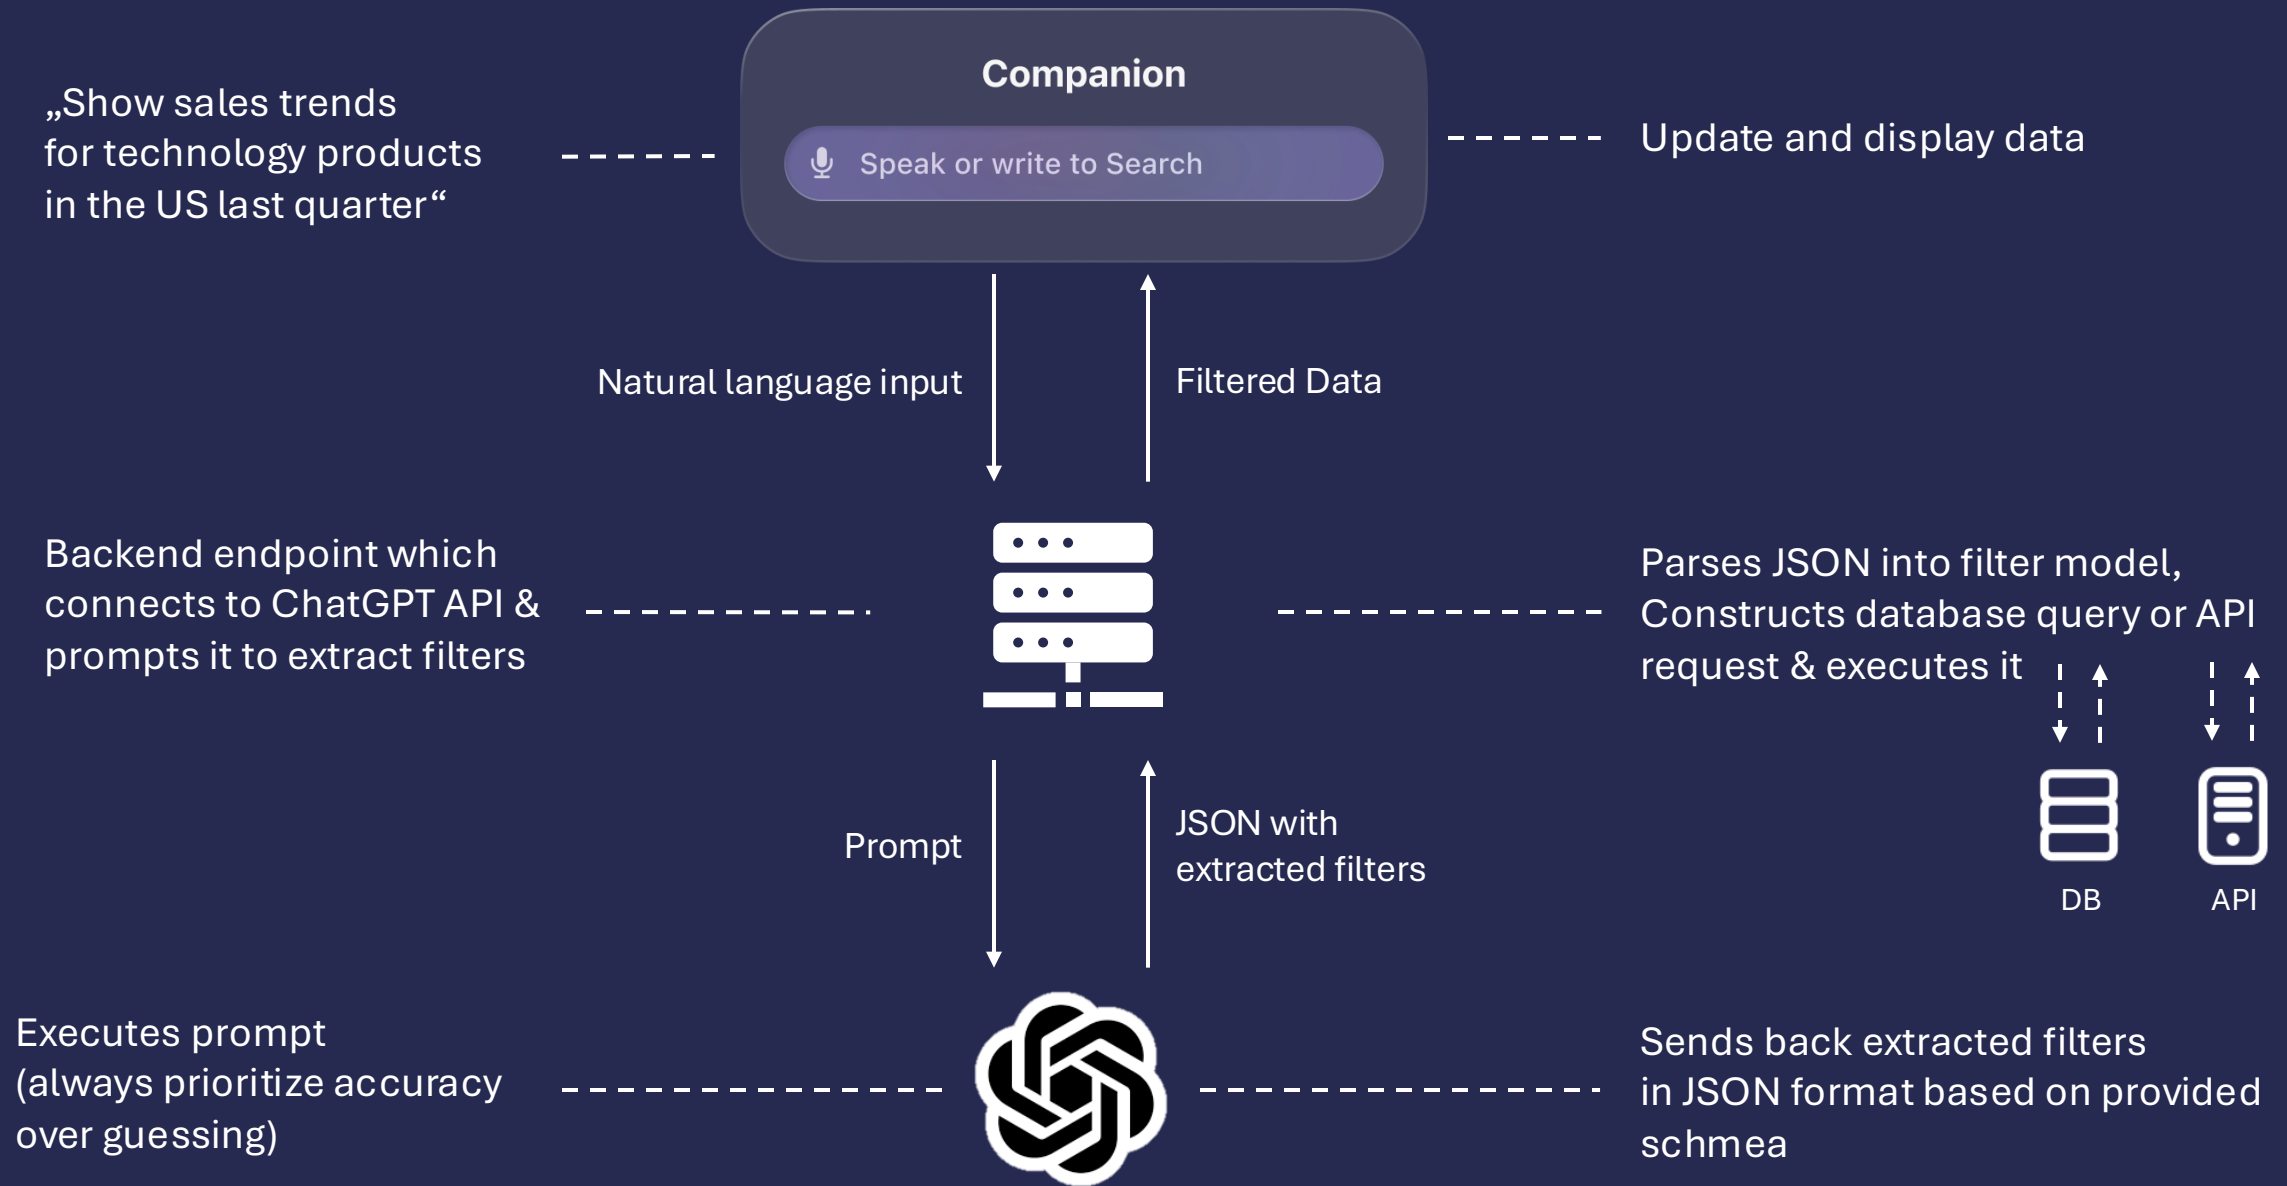 Companion
Speak or write to Search
„Show sales trends
for technology products
in the US last quarter“
Update and display data
Natural language input
Filtered Data
Backend endpoint which
connects to ChatGPT API &
prompts it to extract filters
Parses JSON into filter model,
Constructs database query or API
request & executes it
DB
API
Prompt
JSON with
extracted filters
Executes prompt
(always prioritize accuracy
over guessing)
Sends back extracted filters
in JSON format based on provided
schmea